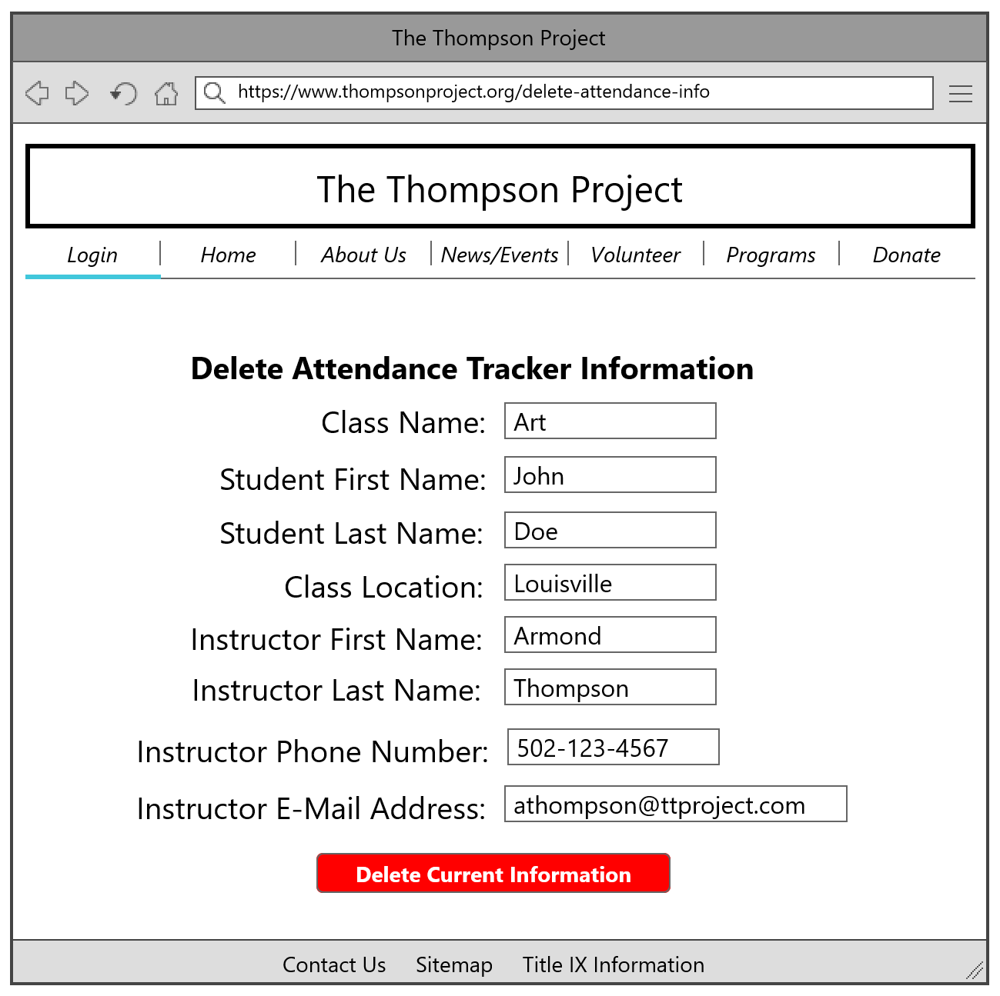 The Thompson Project
https://www.thompsonproject.org/delete-attendance-info
The Thompson Project
Login Home About Us News/Events Volunteer Programs Donate
Delete Attendance Tracker Information
Class Name: Art
Student First Name: John
Student Last Name: Doe
Class Location: Louisville
Instructor First Name: Armond
Instructor Last Name: Thompson
Instructor Phone Number: 502-123-4567
Instructor E-Mail Address: athompson@ttproject.com
Delete Current Information
Contact Us Sitemap Title IX Information